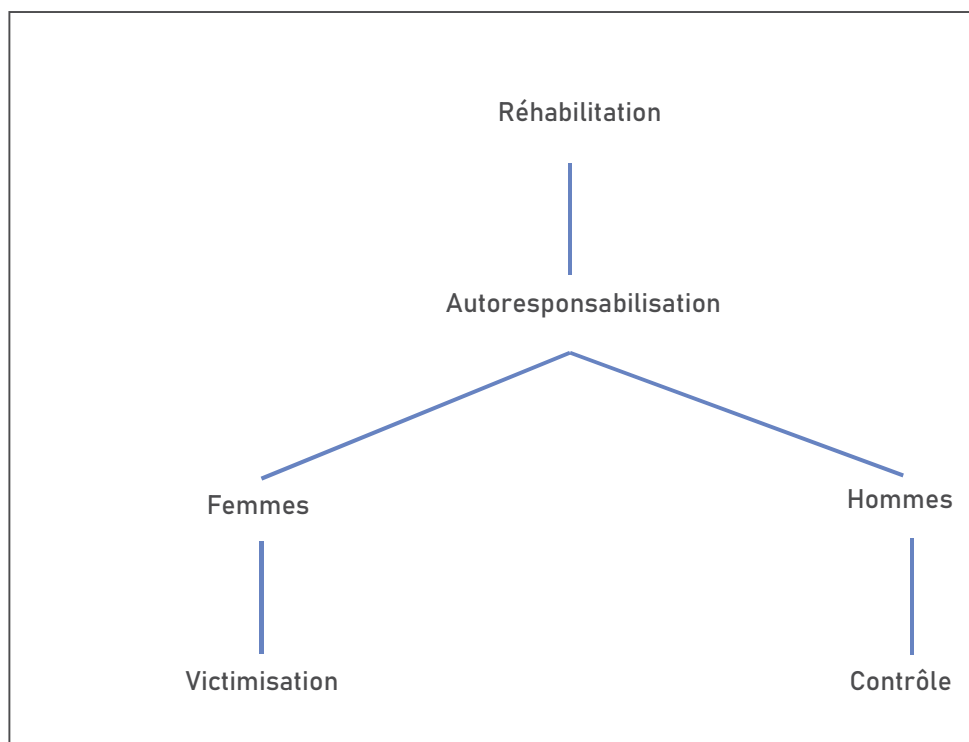 Réhabilitation
Autoresponsabilisation
Femmes
Hommes
Victimisation
Contrôle